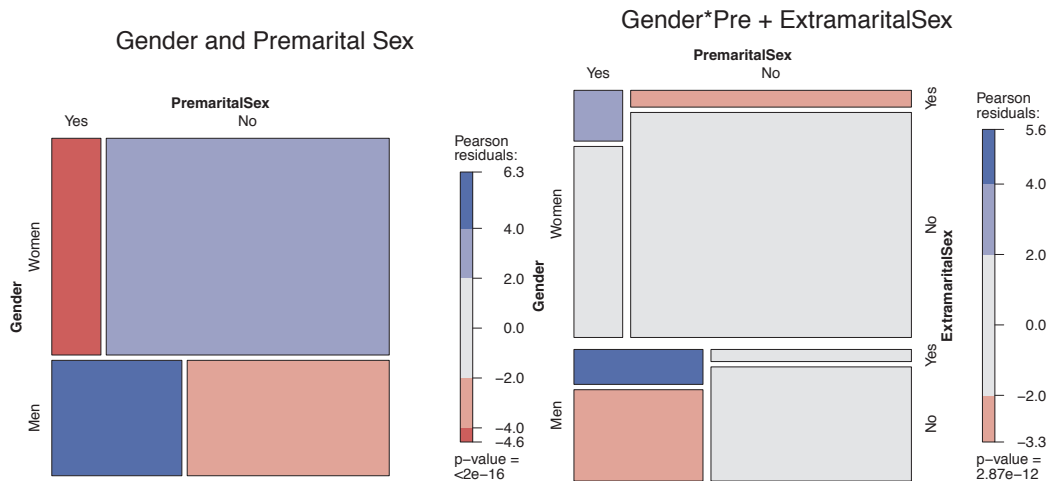 Gender and Premarital Sex
PremaritalSex
Yes No
Gender
Women
Men
Pearson
residuals:
6.3
4.0
2.0
0.0
−2.0
−4.0
−4.6
p−value =
<2e−16
Gender*Pre + ExtramaritalSex
PremaritalSex
Yes No
Gender
Women
Men
Yes
No
Yes
No
ExtramaritalSex
Pearson
residuals:
5.6
4.0
2.0
0.0
−2.0
−3.3
p−value =
2.87e−12